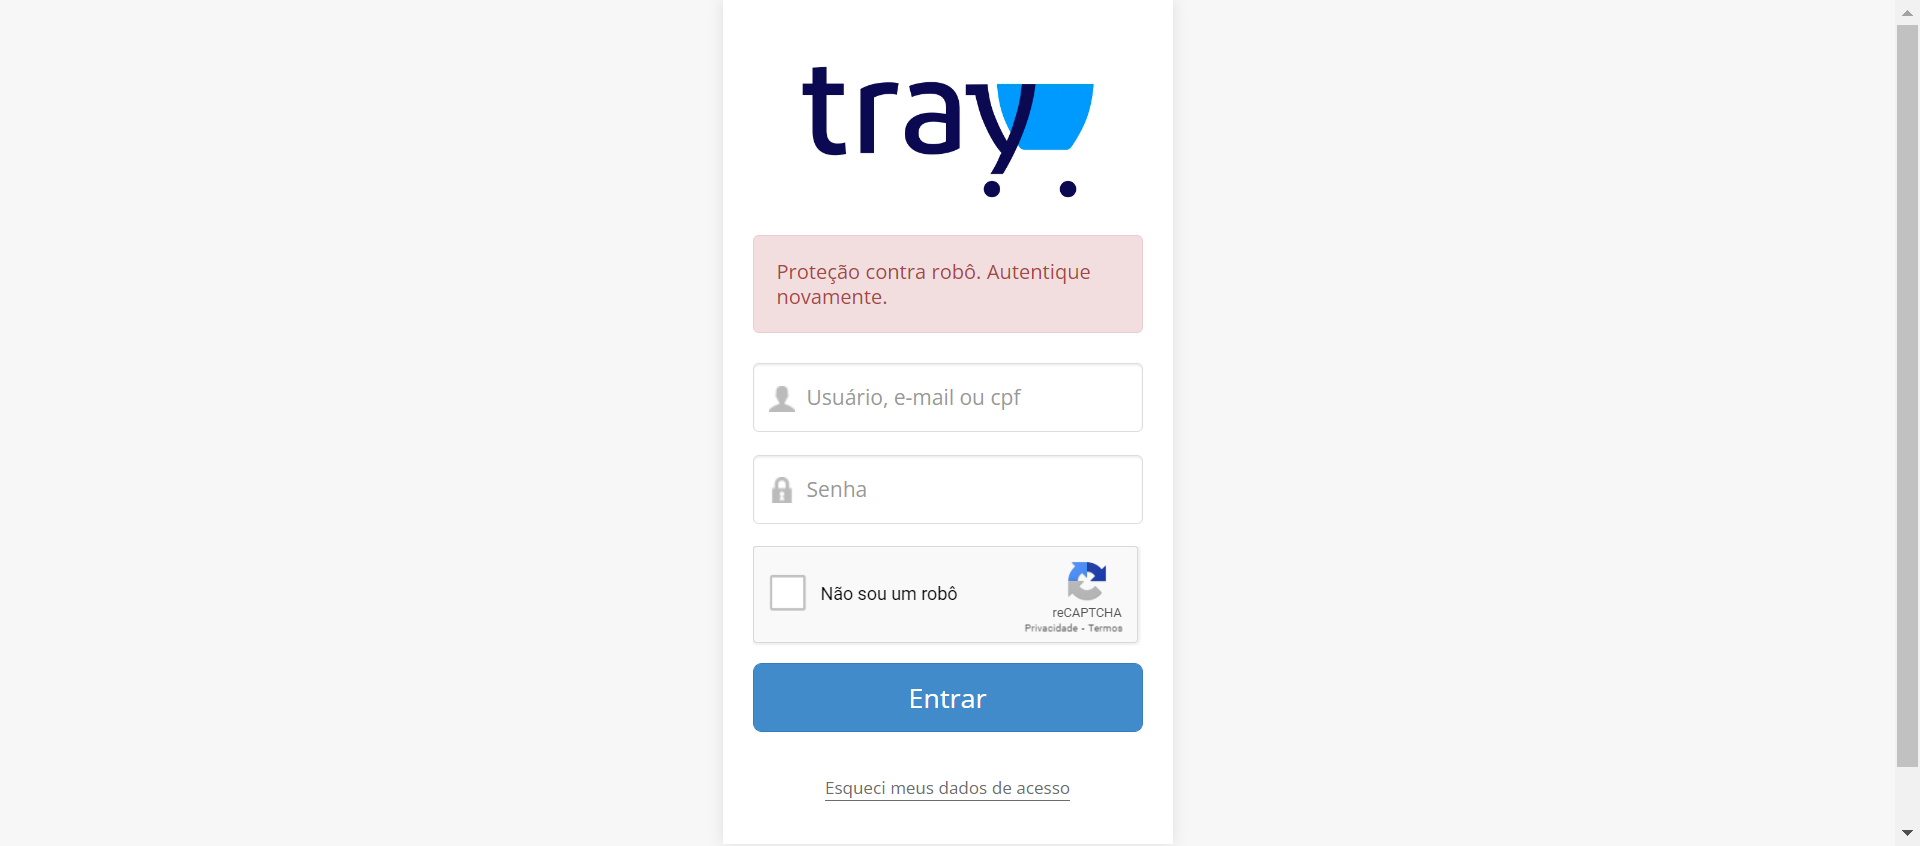 tray
Proteção contra robô. Autentique
novamente.
Usuário, e-mail ou cpf
Senha
Não sou um robô
reCAPTCHA
Privacidade - Termos
Entrar
Esqueci meus dados de acesso